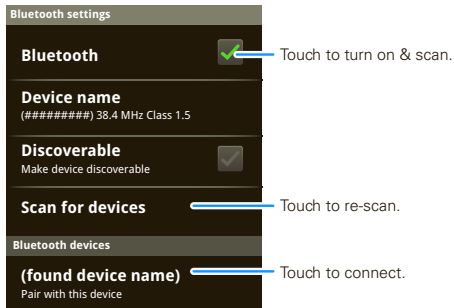 Bluetooth settings
Bluetooth
Touch to turn on & scan.
Device name
(#########) 38.4 MHz Class 1.5
Discoverable
Make device discoverable
Scan for devices
Touch to re-scan.
Bluetooth devices
(found device name)
Touch to connect.
Pair with this device